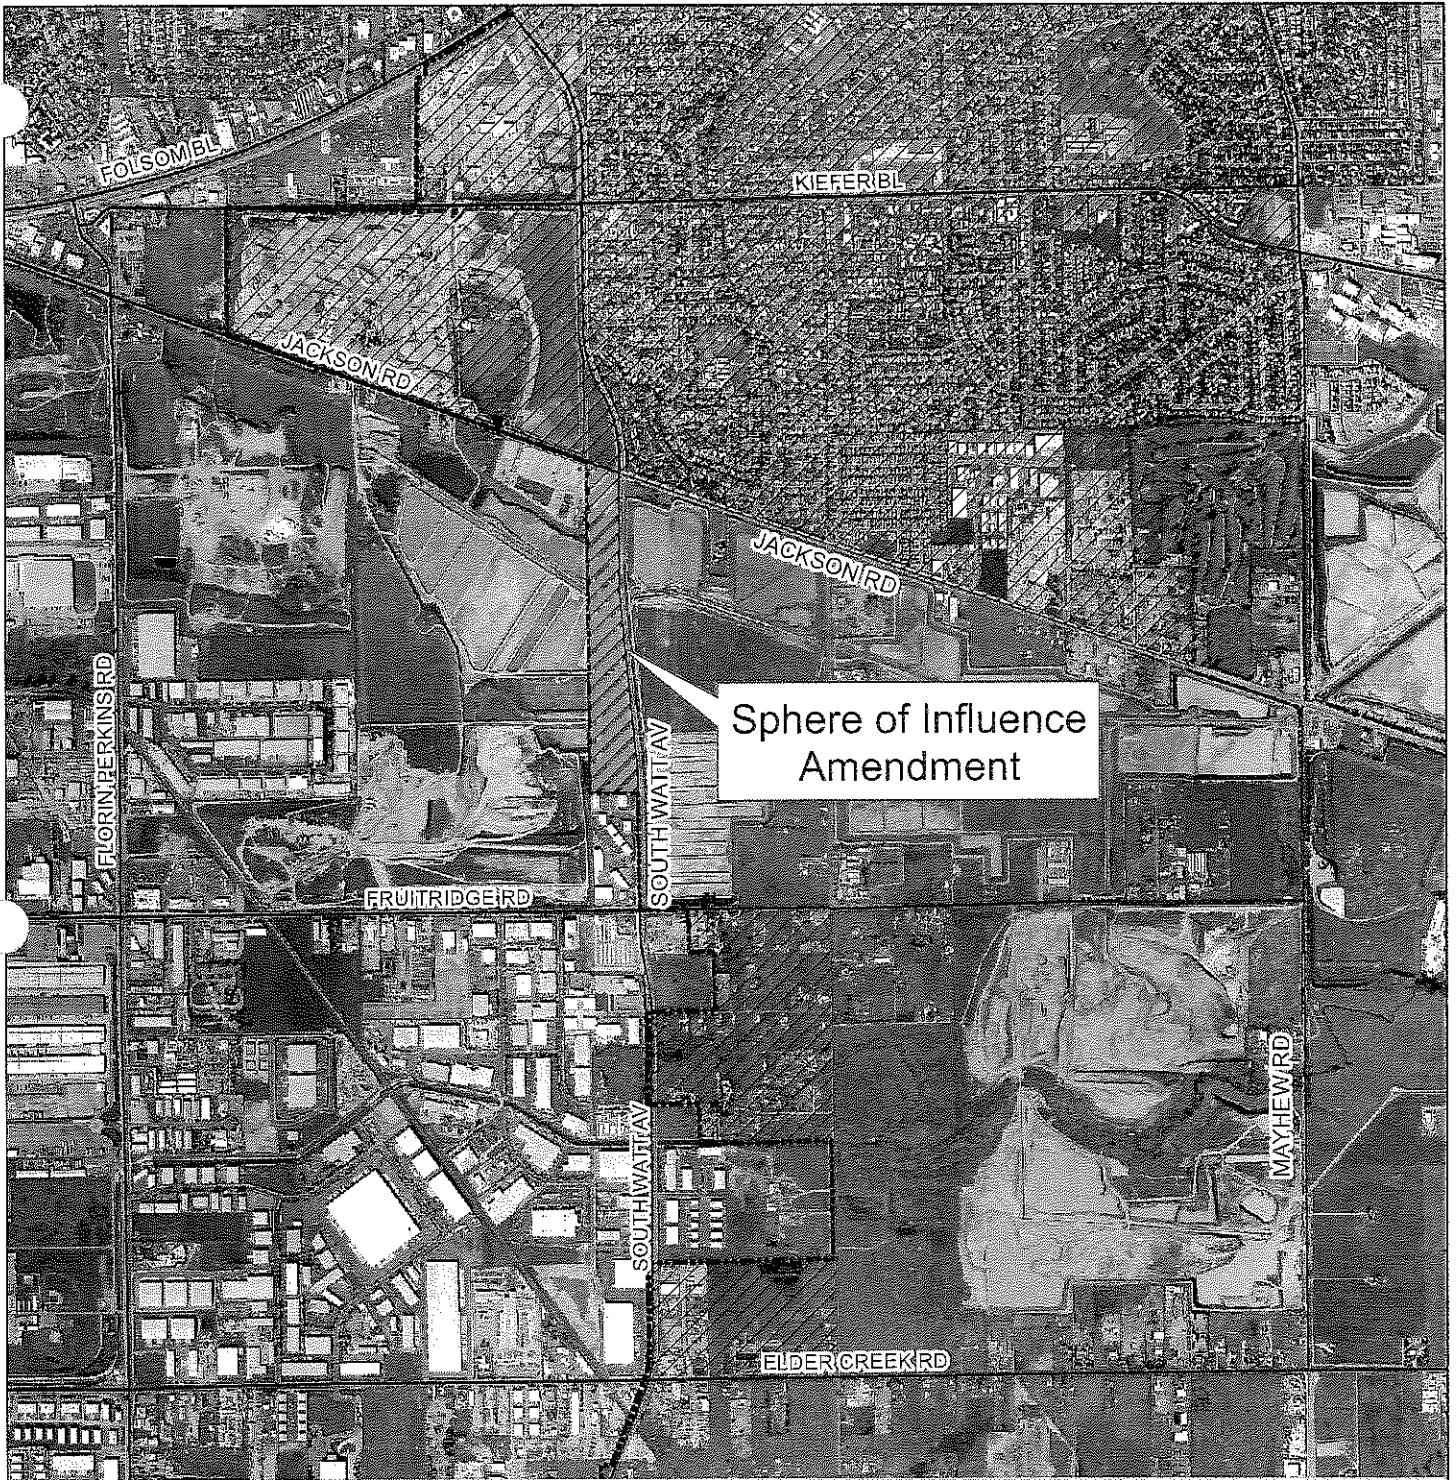 FOLSOM BL
KIEFER BL
JACKSON RD
JACKSON RD
FLORIN PERKINS RD
Sphere of Influence
Amendment
SOUTH WATT AV
FRUITRIDGE RD
MAYHEW RD
SOUTH WATT AV
ELDER CREEK RD